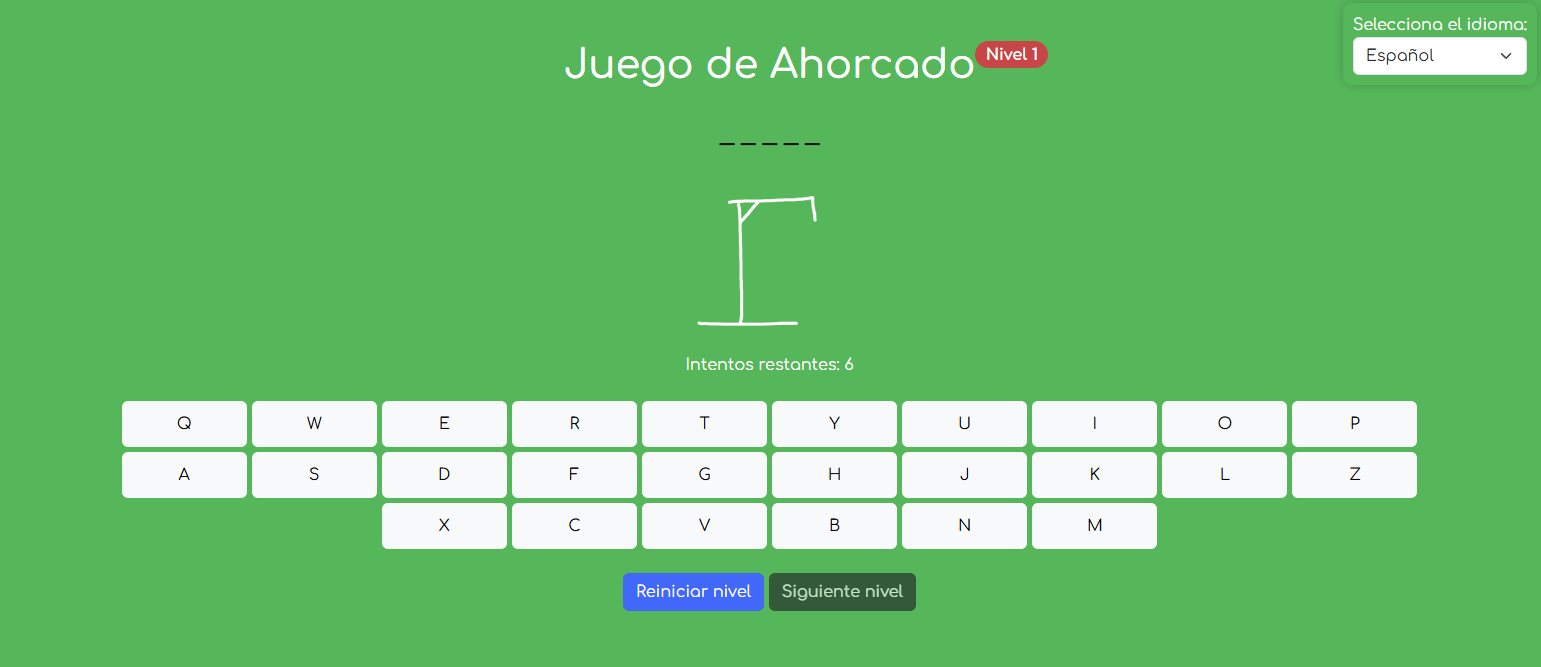 Selecciona el idioma:
Español
Juego de Ahorcado Nivel 1
_ _ _ _ _
Intentos restantes: 6
Q W E R T Y U I O P
A S D F G H J K L Z
X C V B N M
Reiniciar nivel Siguiente nivel